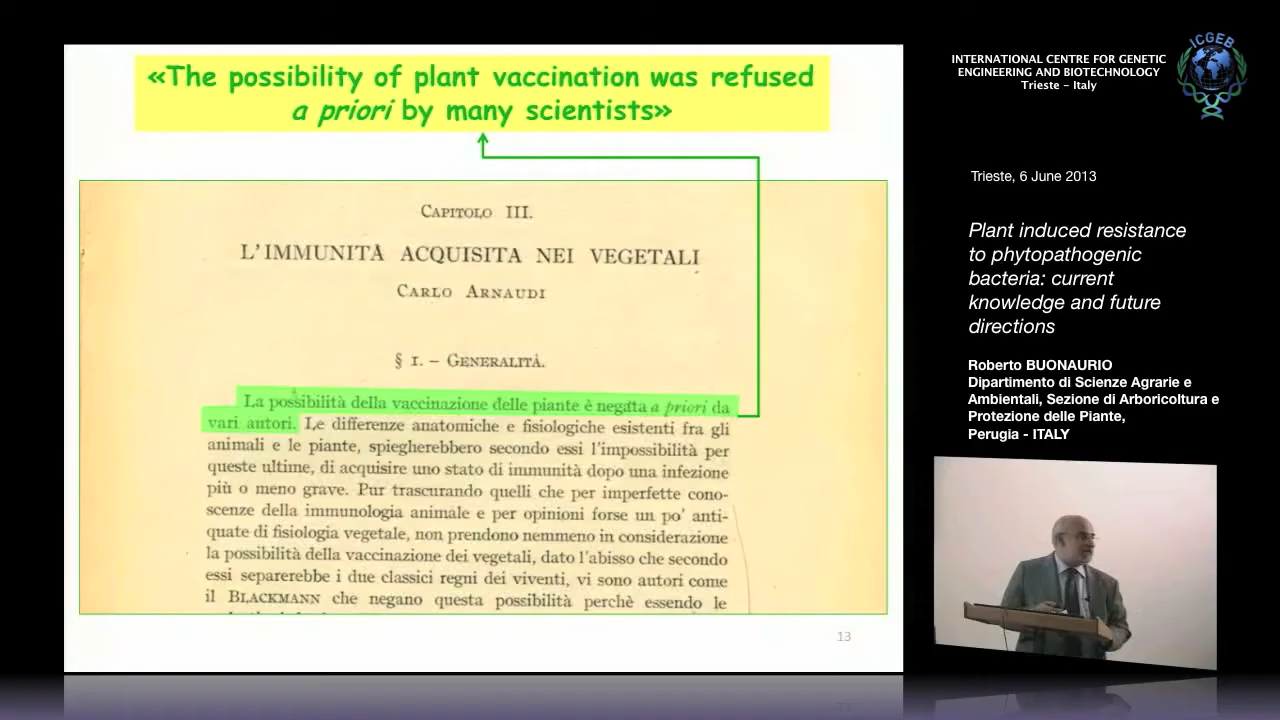 «The possibility of plant vaccination was refused
a priori by many scientists»
CAPITOLO III.
L'IMMUNITÀ ACQUISITA NEI VEGETALI
CARLO ARNAUDI
§ 1. – GENERALITÀ.
La possibilità della vaccinazione delle piante è negata a priori da
vari autori. Le differenze anatomiche e fisiologiche esistenti fra gli
animali e le piante, spiegherebbero secondo essi l'impossibilità per
queste ultime, di acquisire uno stato di immunità dopo una infezione
più o meno grave. Pur trascurando quelli che per imperfette cono-
scenze della immunologia animale e per opinioni forse un po' anti-
quate di fisiologia vegetale, non prendono nemmeno in considerazione
la possibilità della vaccinazione dei vegetali, dato l'abisso che secondo
essi separerebbe i due classici regni dei viventi, vi sono autori come
il BLACKMANN che negano questa possibilità perchè essendo le
13
INTERNATIONAL CENTRE FOR GENETIC
ENGINEERING AND BIOTECHNOLOGY
Trieste - Italy
ICGEB
Trieste, 6 June 2013
Plant induced resistance
to phytopathogenic
bacteria: current
knowledge and future
directions
Roberto BUONAURIO
Dipartimento di Scienze Agrarie e
Ambientali, Sezione di Arboricoltura e
Protezione delle Piante,
Perugia - ITALY